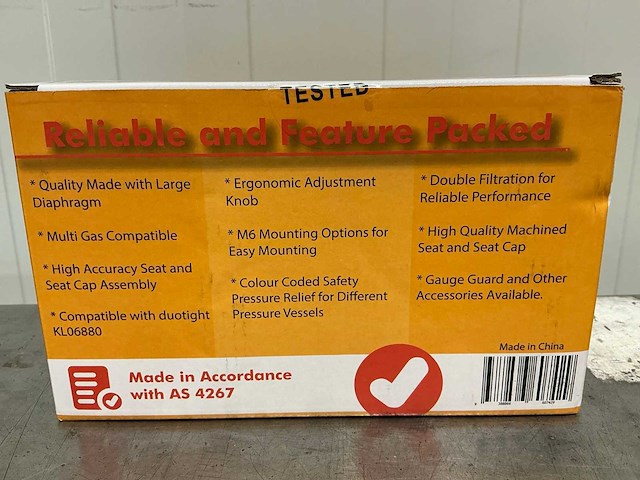 TESTED
Reliable and Feature Packed
* Quality Made with Large
Diaphragm
* Multi Gas Compatible
* High Accuracy Seat and
Seat Cap Assembly
* Compatible with duotight
KL06880
* Ergonomic Adjustment
Knob
* M6 Mounting Options for
Easy Mounting
* Colour Coded Safety
Pressure Relief for Different
Pressure Vessels
* Double Filtration for
Reliable Performance
* High Quality Machined
Seat and Seat Cap
* Gauge Guard and Other
Accessories Available.
Made in China
Made in Accordance
with AS 4267